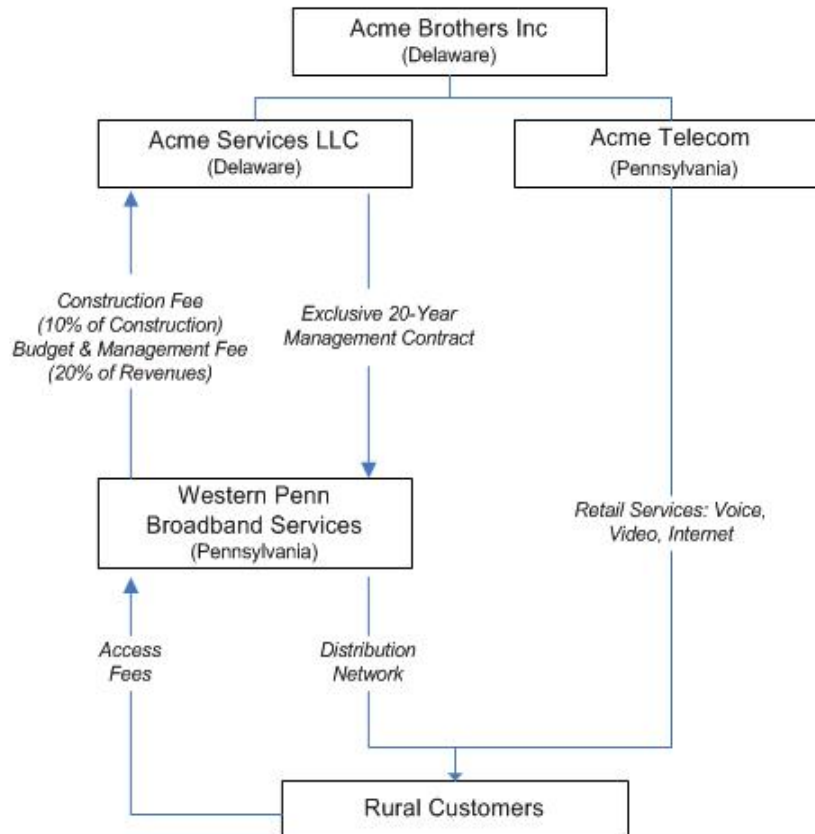 Acme Brothers Inc
(Delaware)
Acme Services LLC
(Delaware)
Acme Telecom
(Pennsylvania)
Construction Fee
(10% of Construction)
Budget & Management Fee
(20% of Revenues)
Exclusive 20-Year
Management Contract
Western Penn
Broadband Services
(Pennsylvania)
Retail Services: Voice,
Video, Internet
Access
Fees
Distribution
Network
Rural Customers